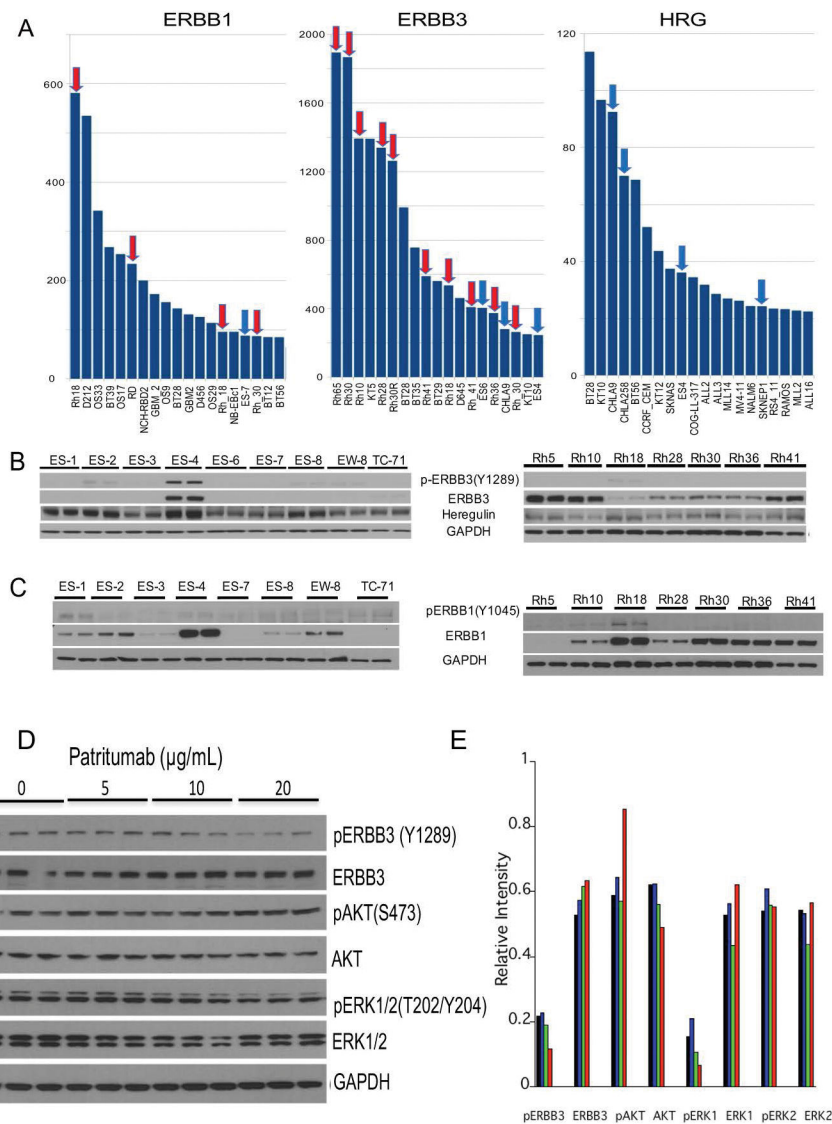 A
ERBB1
ERBB3
HRG
600
400
200
0
Rh18
D212
OS33
BT39
OS17
RD
NCH-RBD2
GBM_2
OS9
BT28
GBM2
D456
OS29
Rh_18
NB-EBc1
ES-7
Rh_30
BT12
BT56
2000
1600
1200
800
400
0
Rh65
Rh30
Rh10
KT5
Rh28
Rh30R
BT28
BT35
Rh41
BT29
Rh18
D645
Rh_41
ES6
Rh36
CHLA9
Rh_30
KT10
ES4
120
80
40
0
BT28
KT10
CHLA9
CHLA258
BT56
CCRF_CEM
KT12
SKNAS
ES4
COG-LL-317
ALL2
ALL3
MLL14
MV4-11
NALM6
SKNEP1
RS4_11
RAMOS
MLL2
ALL16
B
ES-1 ES-2 ES-3 ES-4 ES-6 ES-7 ES-8 EW-8 TC-71
Rh5 Rh10 Rh18 Rh28 Rh30 Rh36 Rh41
p-ERBB3(Y1289)
ERBB3
Heregulin
GAPDH
C
ES-1 ES-2 ES-3 ES-4 ES-7 ES-8 EW-8 TC-71
Rh5 Rh10 Rh18 Rh28 Rh30 Rh36 Rh41
pERBB1(Y1045)
ERBB1
GAPDH
D
Patritumab (µg/mL)
0 5 10 20
pERBB3 (Y1289)
ERBB3
pAKT(S473)
AKT
pERK1/2(T202/Y204)
ERK1/2
GAPDH
E
Relative Intensity
1
0.8
0.6
0.4
0.2
0
pERBB3 ERBB3 pAKT AKT pERK1 ERK1 pERK2 ERK2